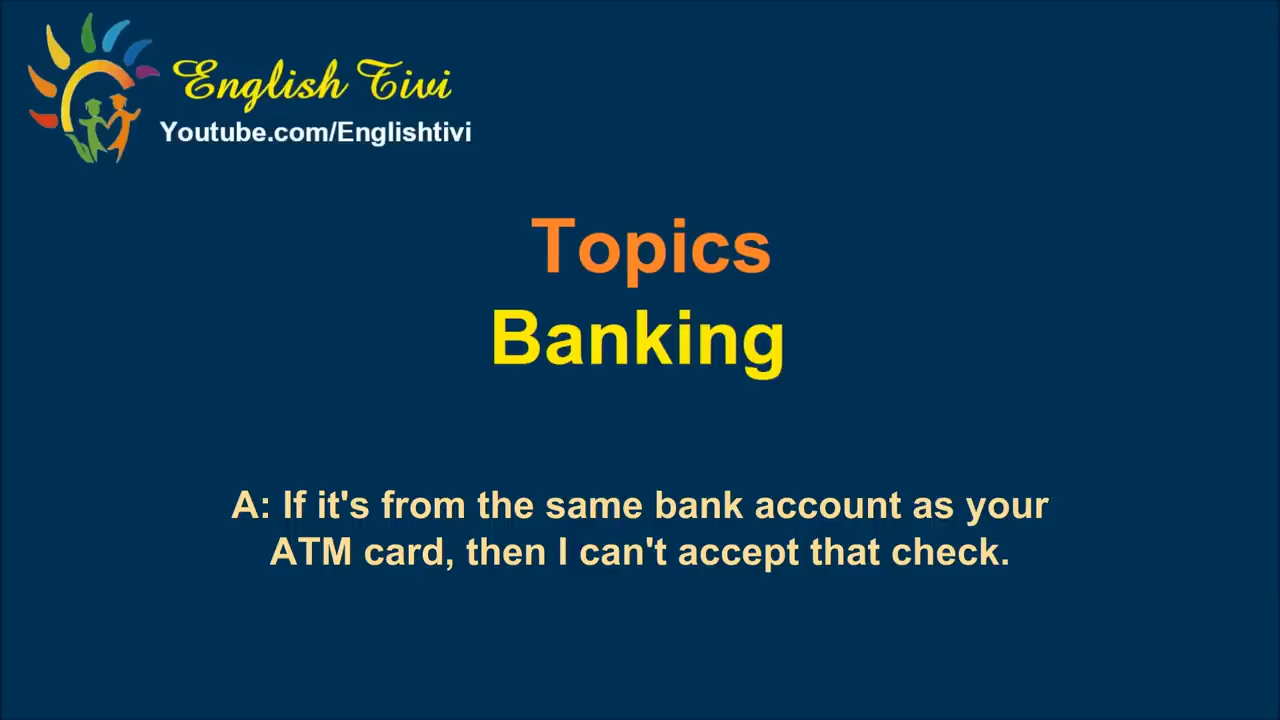 English Tivi
Youtube.com/Englishtivi
Topics
Banking
A: If it's from the same bank account as your
ATM card, then I can't accept that check.